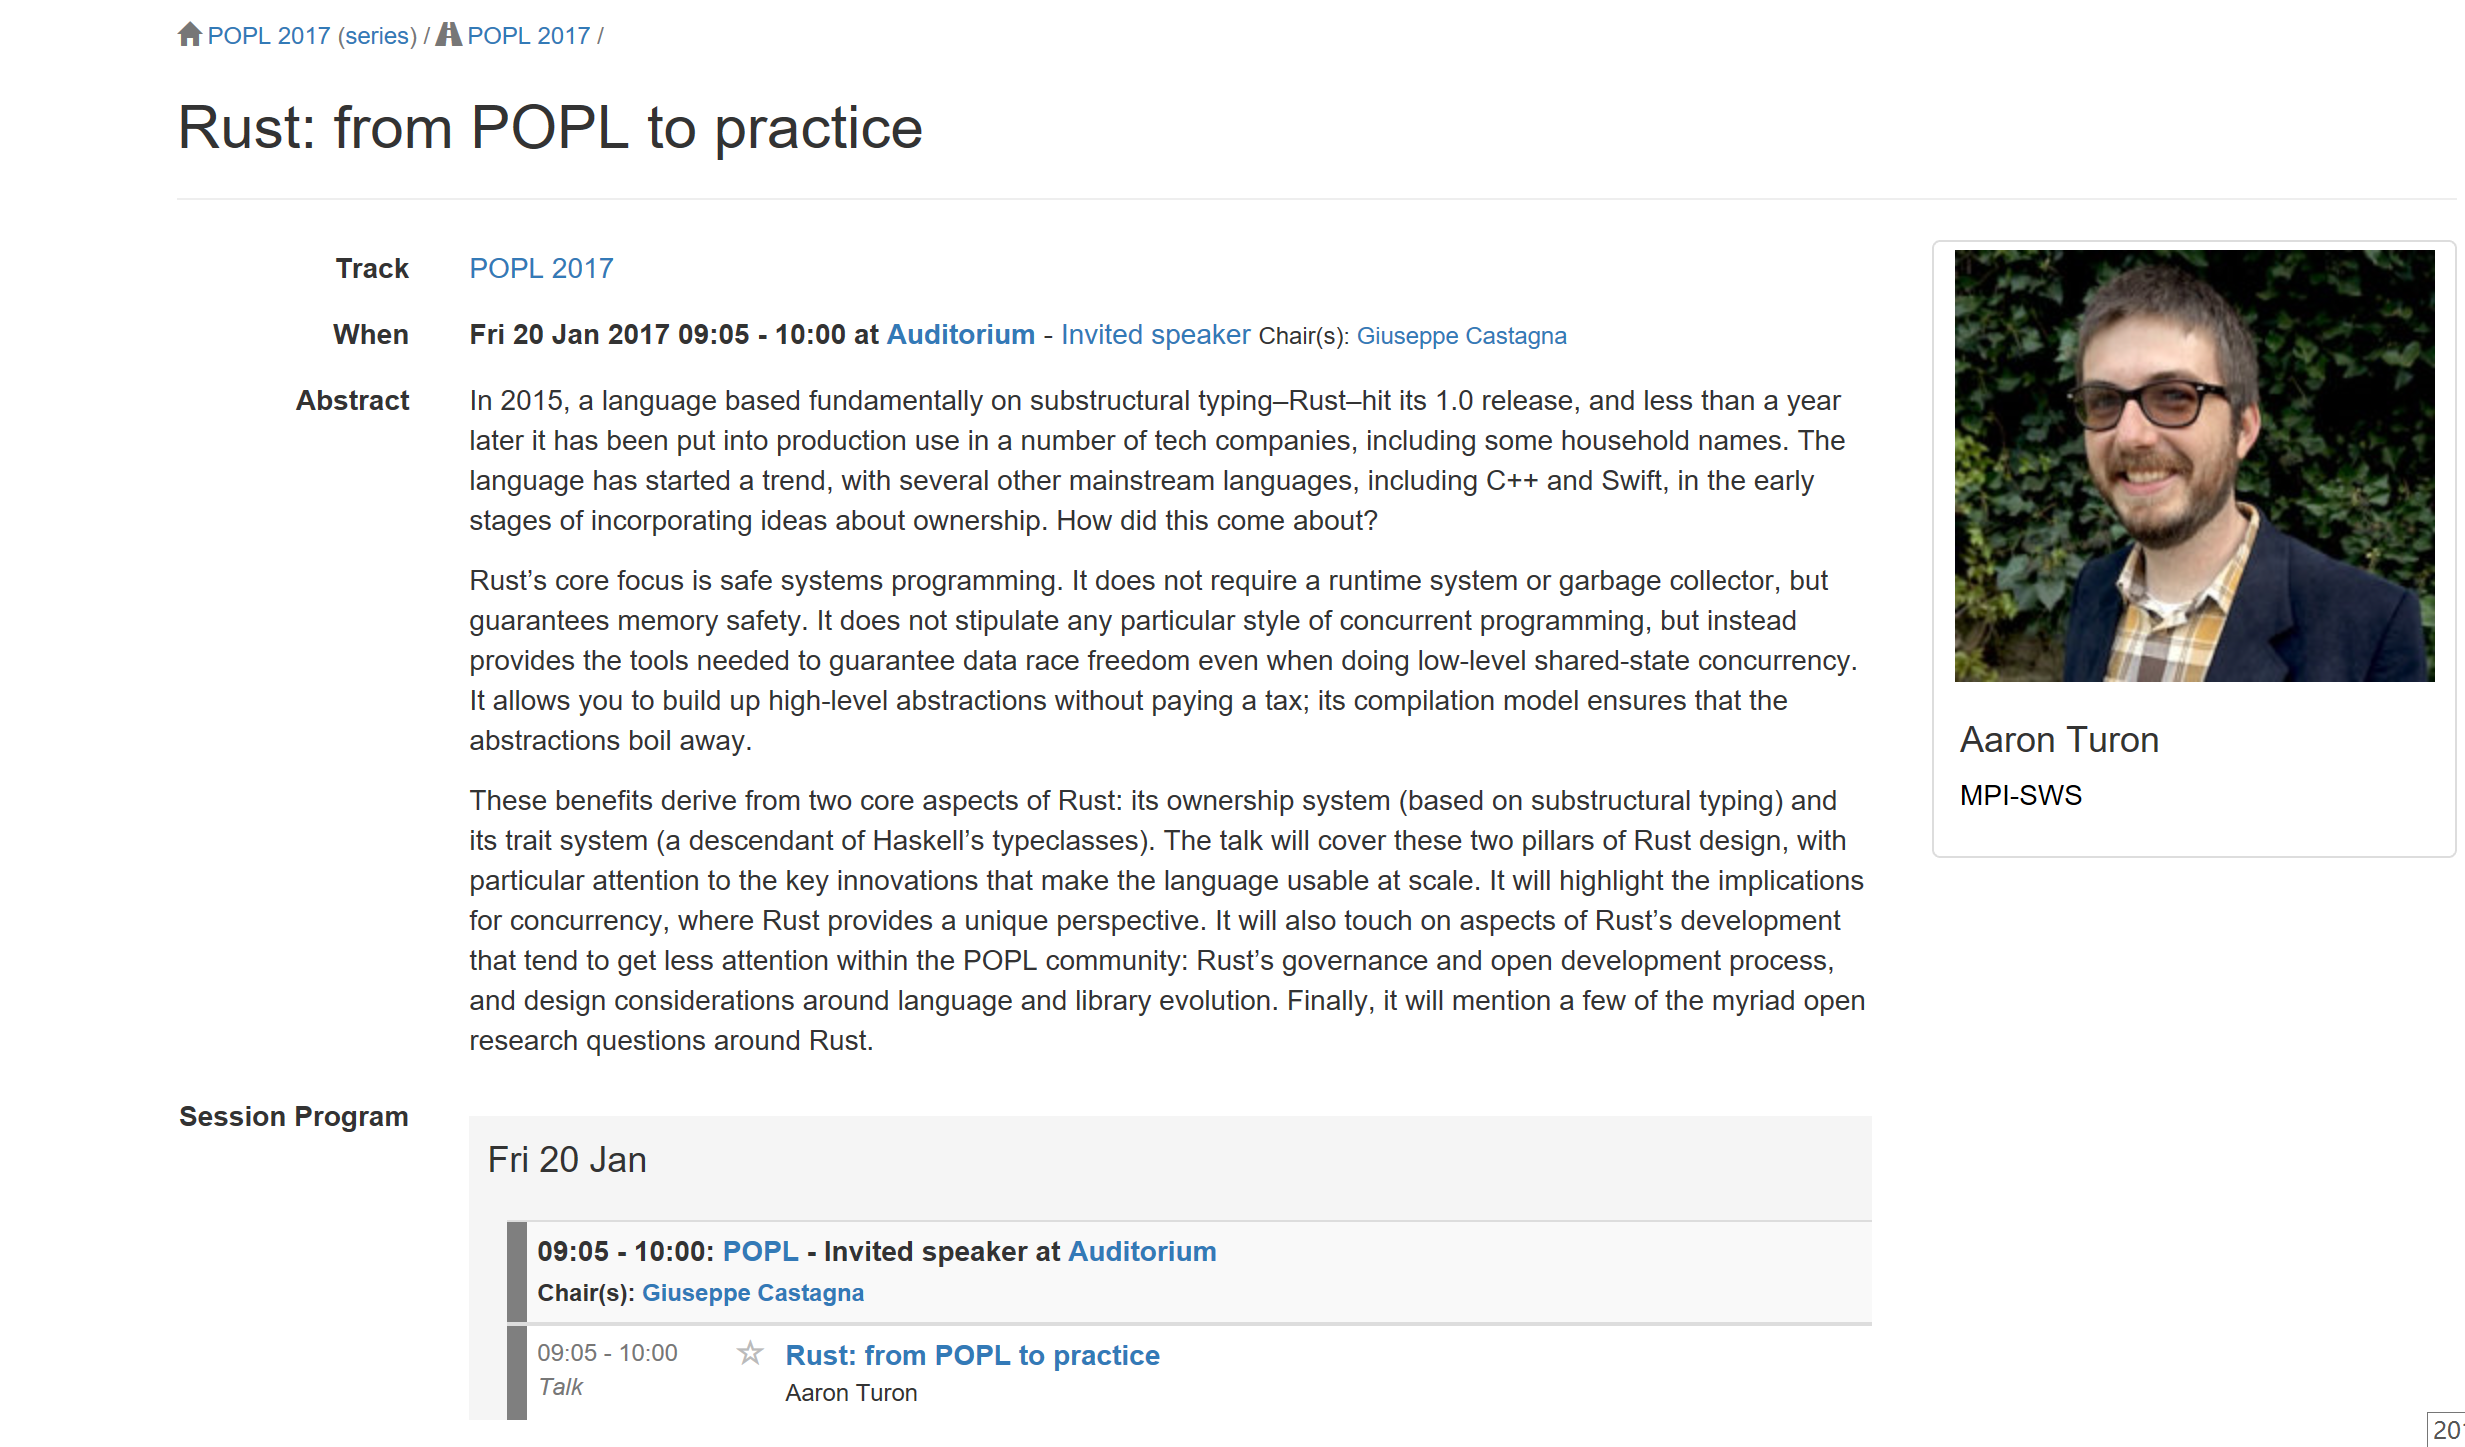 POPL 2017 (series) / POPL 2017 /
Rust: from POPL to practice
Track
POPL 2017
When
Fri 20 Jan 2017 09:05 - 10:00 at Auditorium - Invited speaker Chair(s): Giuseppe Castagna
Abstract
In 2015, a language based fundamentally on substructural typing–Rust–hit its 1.0 release, and less than a year
later it has been put into production use in a number of tech companies, including some household names. The
language has started a trend, with several other mainstream languages, including C++ and Swift, in the early
stages of incorporating ideas about ownership. How did this come about?
Rust’s core focus is safe systems programming. It does not require a runtime system or garbage collector, but
guarantees memory safety. It does not stipulate any particular style of concurrent programming, but instead
provides the tools needed to guarantee data race freedom even when doing low-level shared-state concurrency.
It allows you to build up high-level abstractions without paying a tax; its compilation model ensures that the
abstractions boil away.
These benefits derive from two core aspects of Rust: its ownership system (based on substructural typing) and
its trait system (a descendant of Haskell’s typeclasses). The talk will cover these two pillars of Rust design, with
particular attention to the key innovations that make the language usable at scale. It will highlight the implications
for concurrency, where Rust provides a unique perspective. It will also touch on aspects of Rust’s development
that tend to get less attention within the POPL community: Rust’s governance and open development process,
and design considerations around language and library evolution. Finally, it will mention a few of the myriad open
research questions around Rust.
Aaron Turon
MPI-SWS
Session Program
Fri 20 Jan
09:05 - 10:00: POPL - Invited speaker at Auditorium
Chair(s): Giuseppe Castagna
09:05 - 10:00
Talk
Rust: from POPL to practice
Aaron Turon